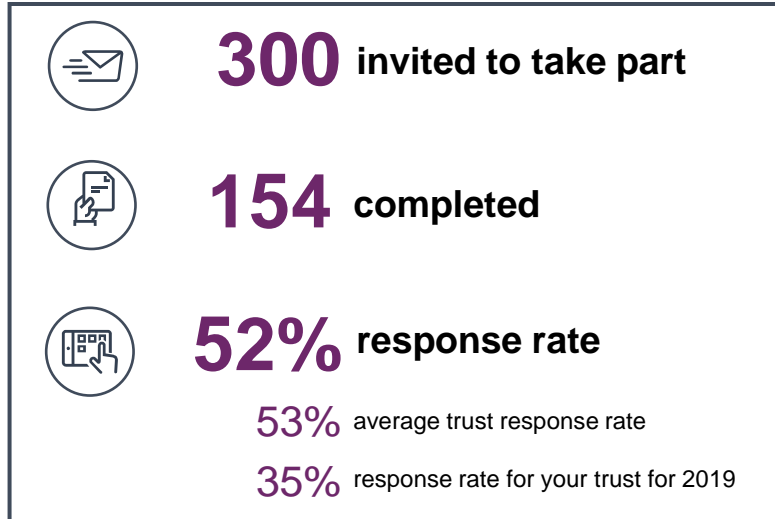 300 invited to take part
154 completed
52% response rate
53% average trust response rate
35% response rate for your trust for 2019